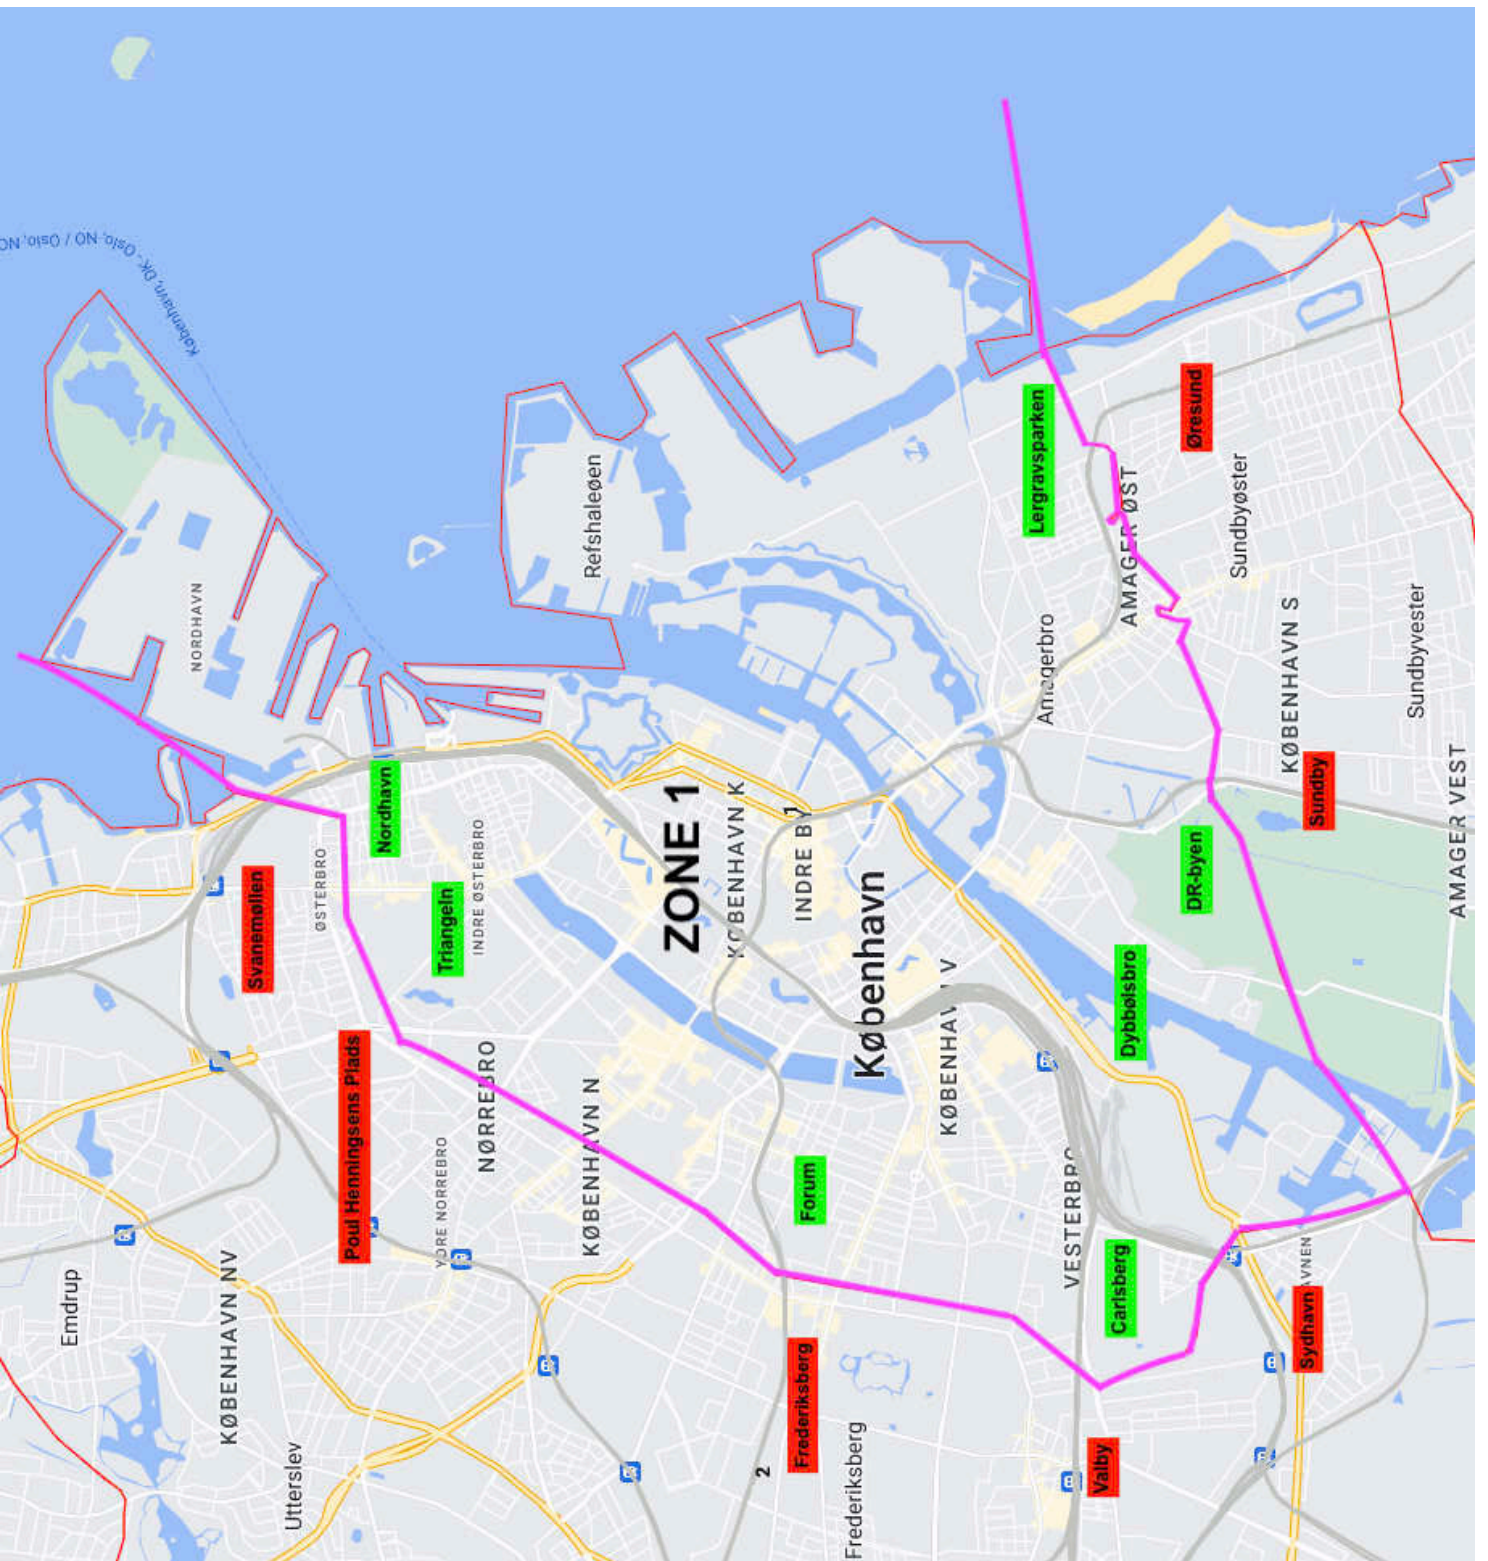 København, DK - Oslo, NO / Oslo, NO
NORDHAVN
Refshaleøen
Lergravsparken
Øresund
AMAGER ØST
Sundbyøster
Amagerbro
KØBENHAVN S
Sundbyvester
Sundby
AMAGER VEST
Nordhavn
Svanemøllen
ØSTERBRO
Triangeln
INDRE ØSTERBRO
ZONE 1
KØBENHAVN K
INDRE BY
1
København
DR-byen
Dybbølsbro
KØBENHAVN V
Poul Henningsens Plads
NØRREBRO
YDRE NØRREBRO
KØBENHAVN N
Forum
VESTERBRO
Carlsberg
Sydhavn
Emdrup
KØBENHAVN NV
Utterslev
Frederiksberg
2
Frederiksberg
Valby